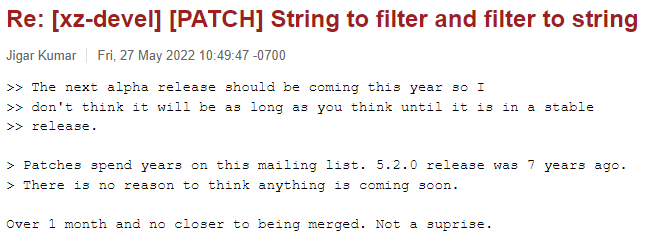 Re: [xz-devel] [PATCH] String to filter and filter to string
Jigar Kumar Fri, 27 May 2022 10:49:47 -0700
>> The next alpha release should be coming this year so I
>> don't think it will be as long as you think until it is in a stable
>> release.
> Patches spend years on this mailing list. 5.2.0 release was 7 years ago.
> There is no reason to think anything is coming soon.
Over 1 month and no closer to being merged. Not a suprise.